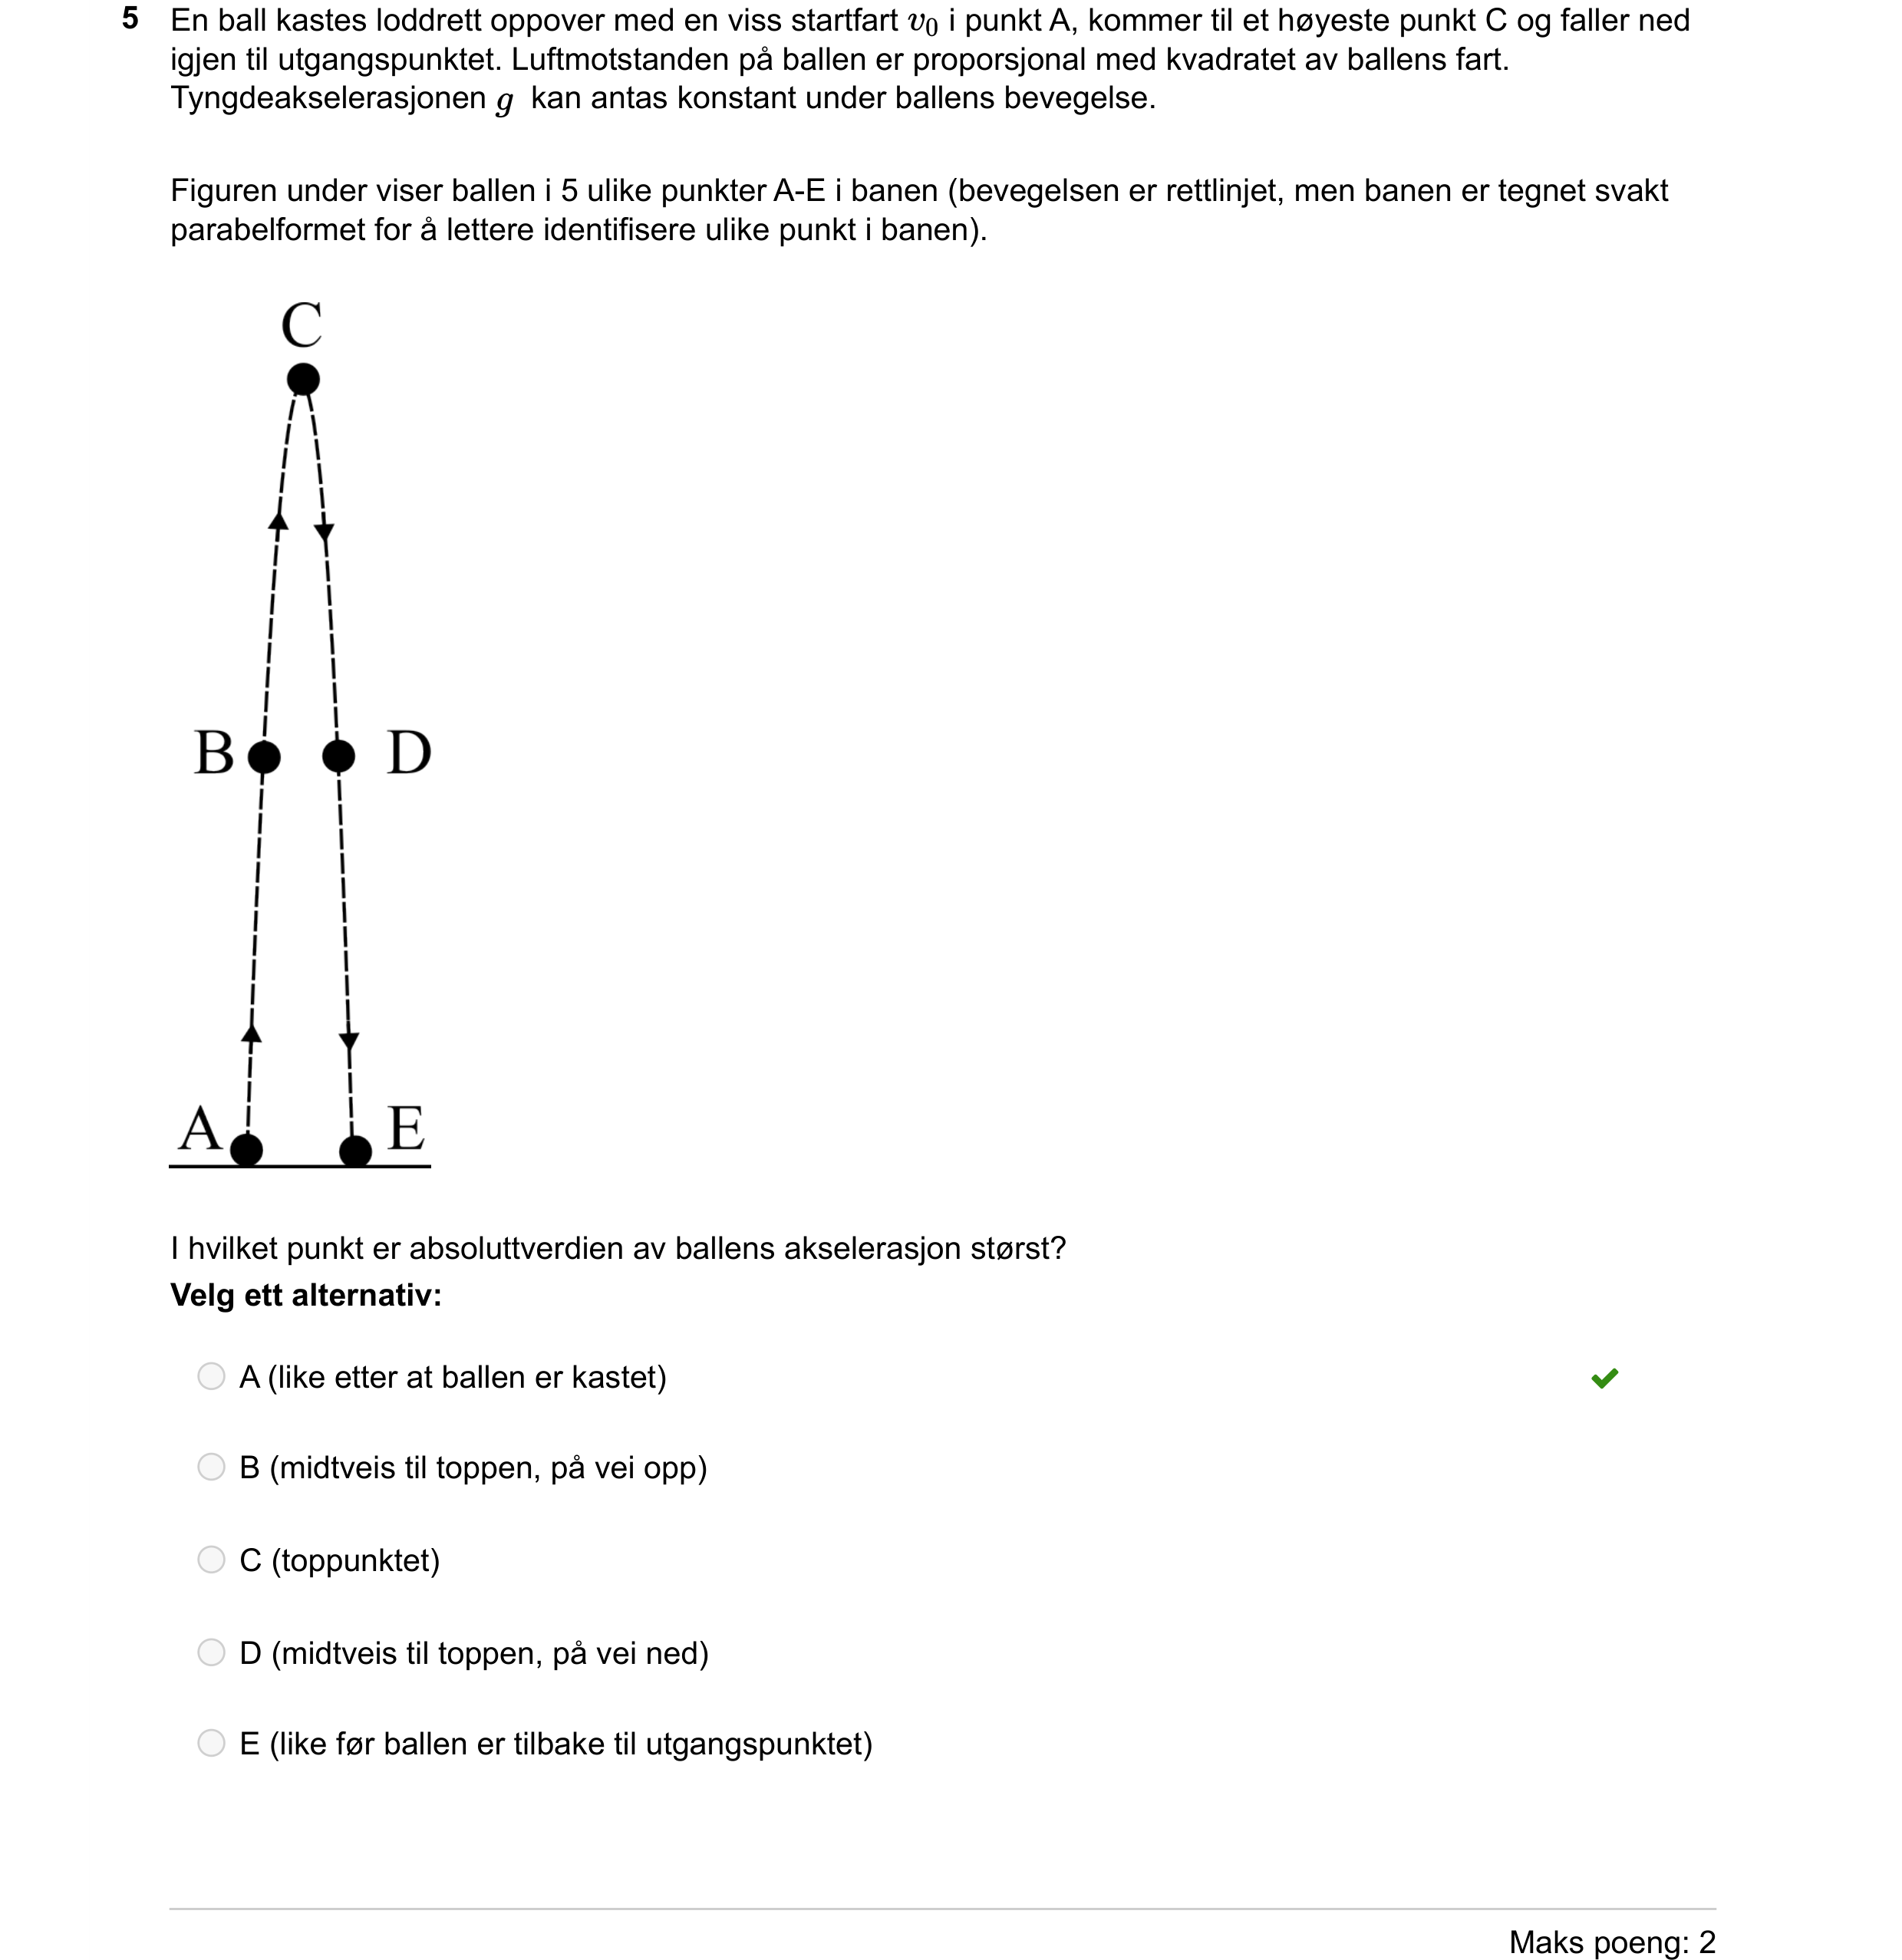 5 En ball kastes loddrett oppover med en viss startfart v₀ i punkt A, kommer til et høyeste punkt C og faller ned
igjen til utgangspunktet. Luftmotstanden på ballen er proporsjonal med kvadratet av ballens fart.
Tyngdeakselerasjonen g kan antas konstant under ballens bevegelse.
Figuren under viser ballen i 5 ulike punkter A-E i banen (bevegelsen er rettlinjet, men banen er tegnet svakt
parabelformet for å lettere identifisere ulike punkt i banen).
C
B D
A E
I hvilket punkt er absoluttverdien av ballens akselerasjon størst?
Velg ett alternativ:
A (like etter at ballen er kastet)
B (midtveis til toppen, på vei opp)
C (toppunktet)
D (midtveis til toppen, på vei ned)
E (like før ballen er tilbake til utgangspunktet)
Maks poeng: 2